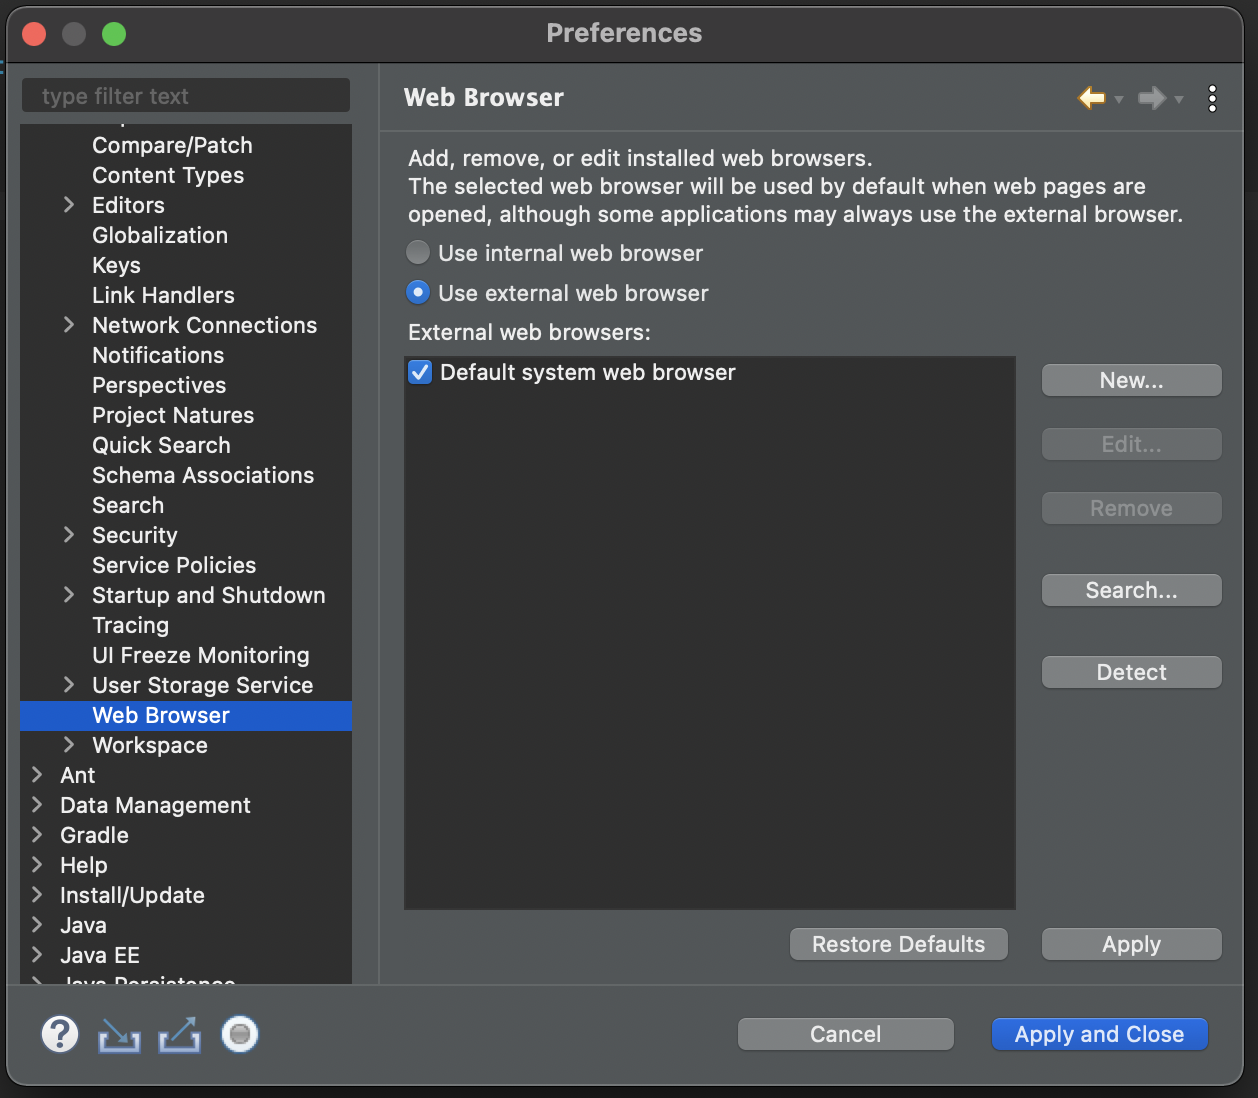 Preferences
type filter text
Compare/Patch
Content Types
Editors
Globalization
Keys
Link Handlers
Network Connections
Notifications
Perspectives
Project Natures
Quick Search
Schema Associations
Search
Security
Service Policies
Startup and Shutdown
Tracing
UI Freeze Monitoring
User Storage Service
Web Browser
Workspace
Ant
Data Management
Gradle
Help
Install/Update
Java
Java EE
Java Persistence
Web Browser
Add, remove, or edit installed web browsers.
The selected web browser will be used by default when web pages are
opened, although some applications may always use the external browser.
Use internal web browser
Use external web browser
External web browsers:
Default system web browser
New...
Edit...
Remove
Search...
Detect
Restore Defaults
Apply
?
Cancel
Apply and Close